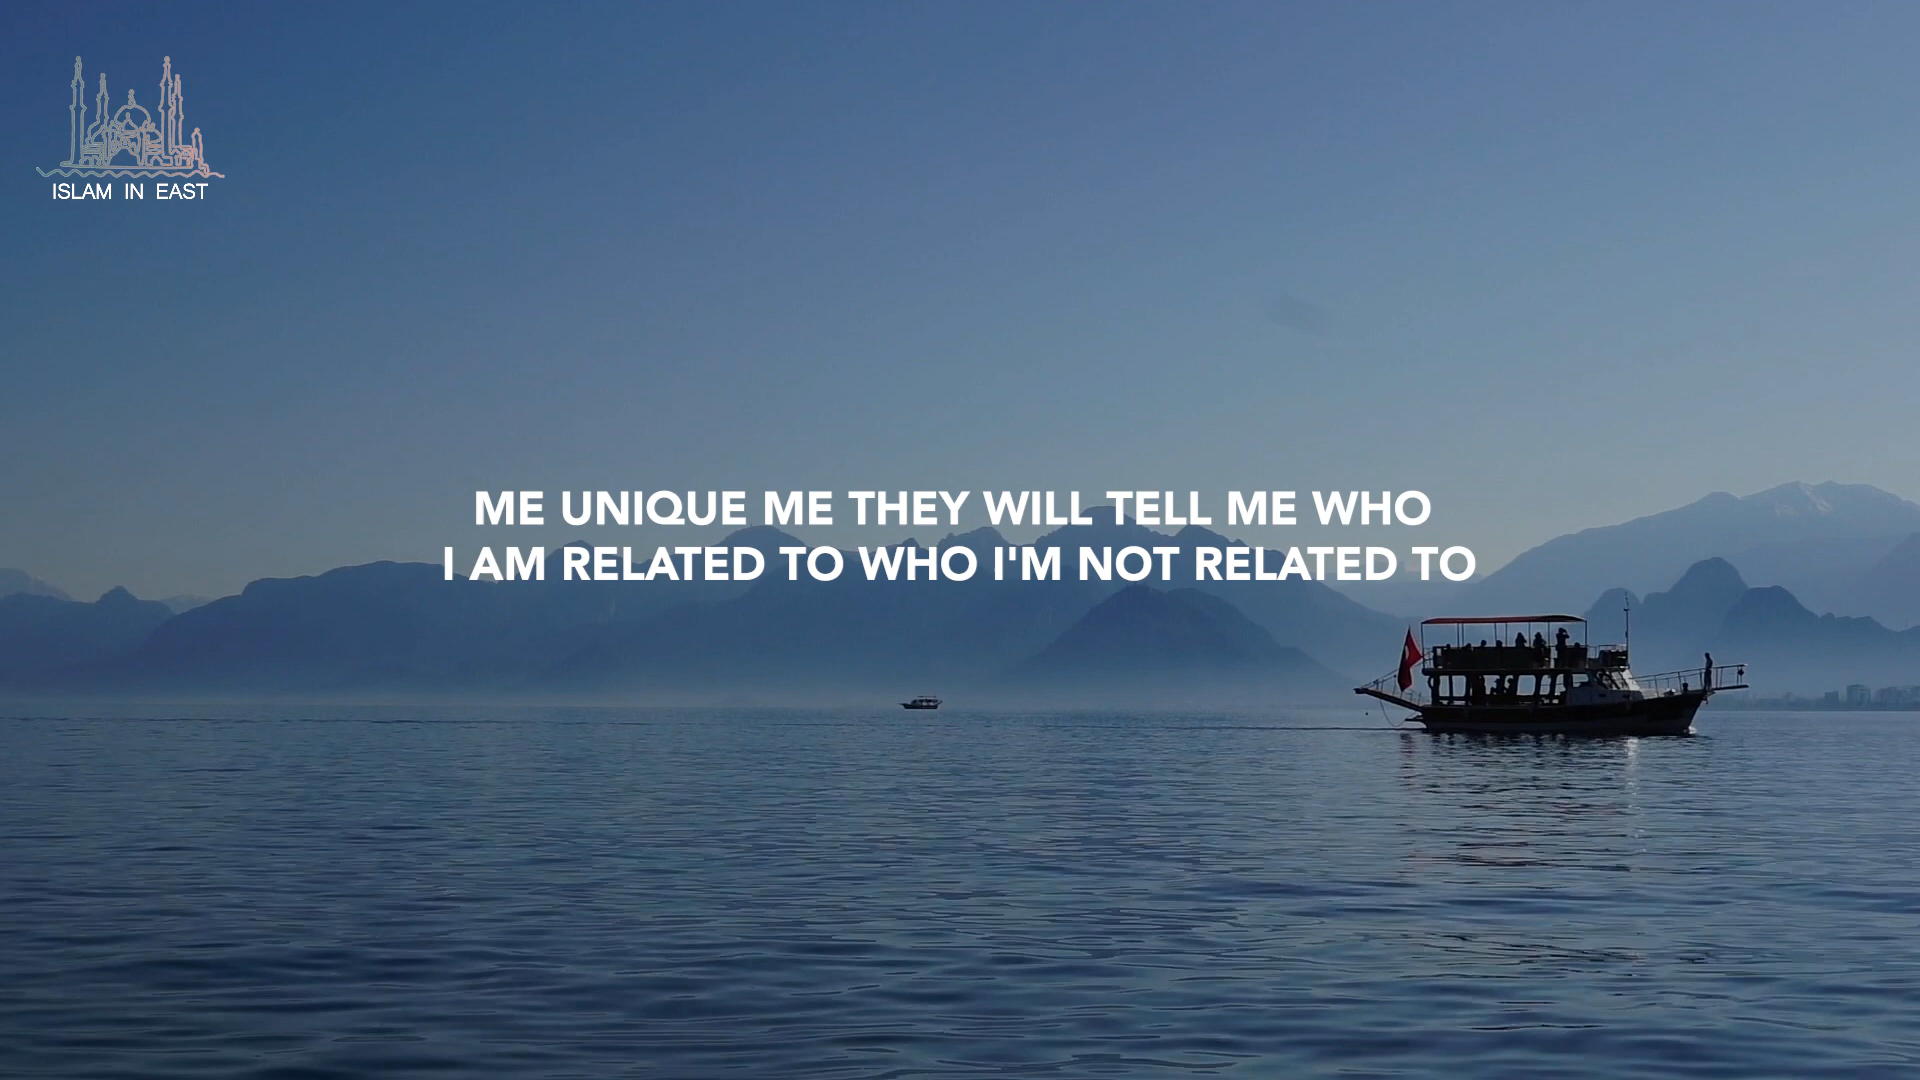 ISLAM IN EAST
ME UNIQUE ME THEY WILL TELL ME WHO
I AM RELATED TO WHO I'M NOT RELATED TO